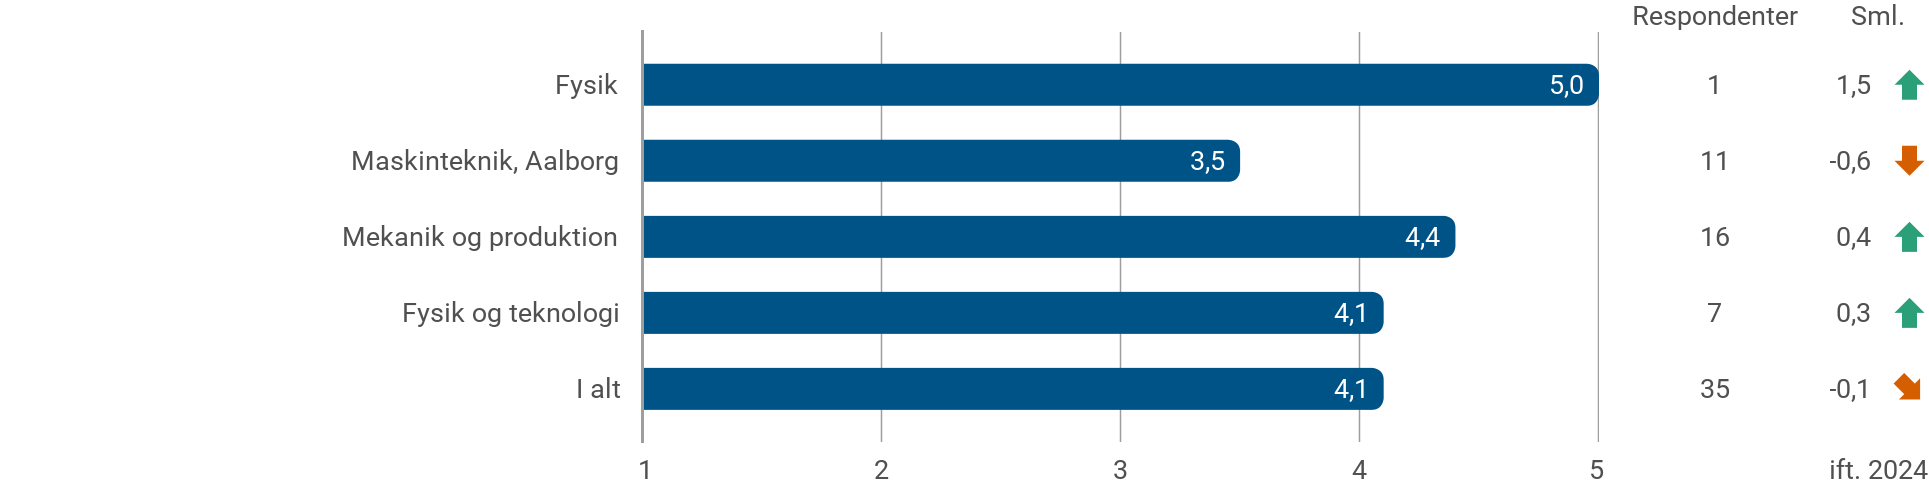 Respondenter Sml.
Fysik 5,0 1 1,5
Maskinteknik, Aalborg 3,5 11 -0,6
Mekanik og produktion 4,4 16 0,4
Fysik og teknologi 4,1 7 0,3
I alt 4,1 35 -0,1
1 2 3 4 5 ift. 2024